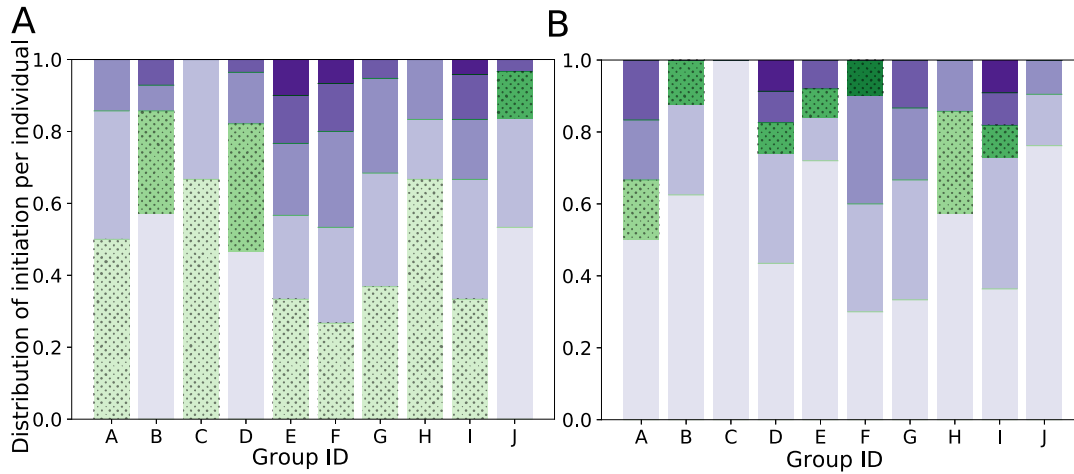 A
B
Distribution of initiation per individual
1.0
0.8
0.6
0.4
0.2
0.0
A B C D E F G H I J
Group ID
1.0
0.8
0.6
0.4
0.2
0.0
A B C D E F G H I J
Group ID